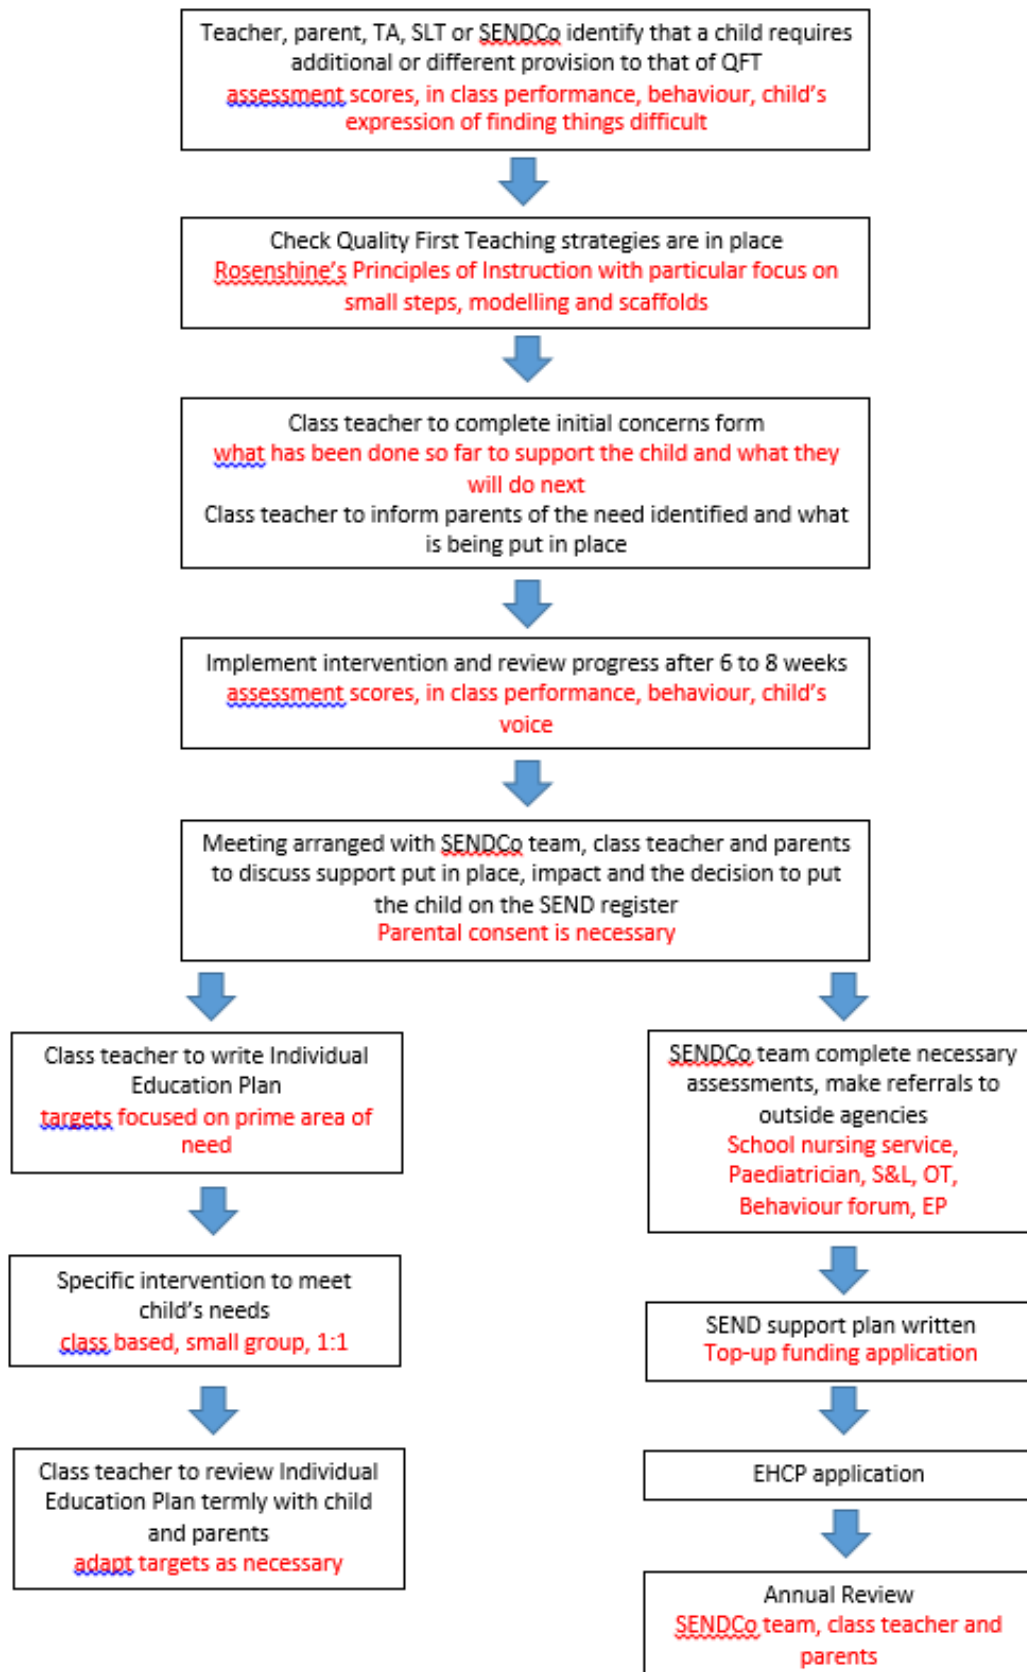 Teacher, parent, TA, SLT or SENDCo identify that a child requires
additional or different provision to that of QFT
assessment scores, in class performance, behaviour, child's
expression of finding things difficult
Check Quality First Teaching strategies are in place
Rosenshine's Principles of Instruction with particular focus on
small steps, modelling and scaffolds
Class teacher to complete initial concerns form
what has been done so far to support the child and what they
will do next
Class teacher to inform parents of the need identified and what
is being put in place
Implement intervention and review progress after 6 to 8 weeks
assessment scores, in class performance, behaviour, child's
voice
Meeting arranged with SENDCo team, class teacher and parents
to discuss support put in place, impact and the decision to put
the child on the SEND register
Parental consent is necessary
Class teacher to write Individual
Education Plan
targets focused on prime area of
need
Specific intervention to meet
child's needs
class based, small group, 1:1
Class teacher to review Individual
Education Plan termly with child
and parents
adapt targets as necessary
SENDCo team complete necessary
assessments, make referrals to
outside agencies
School nursing service,
Paediatrician, S&L, OT,
Behaviour forum, EP
SEND support plan written
Top-up funding application
EHCP application
Annual Review
SENDCo team, class teacher and
parents